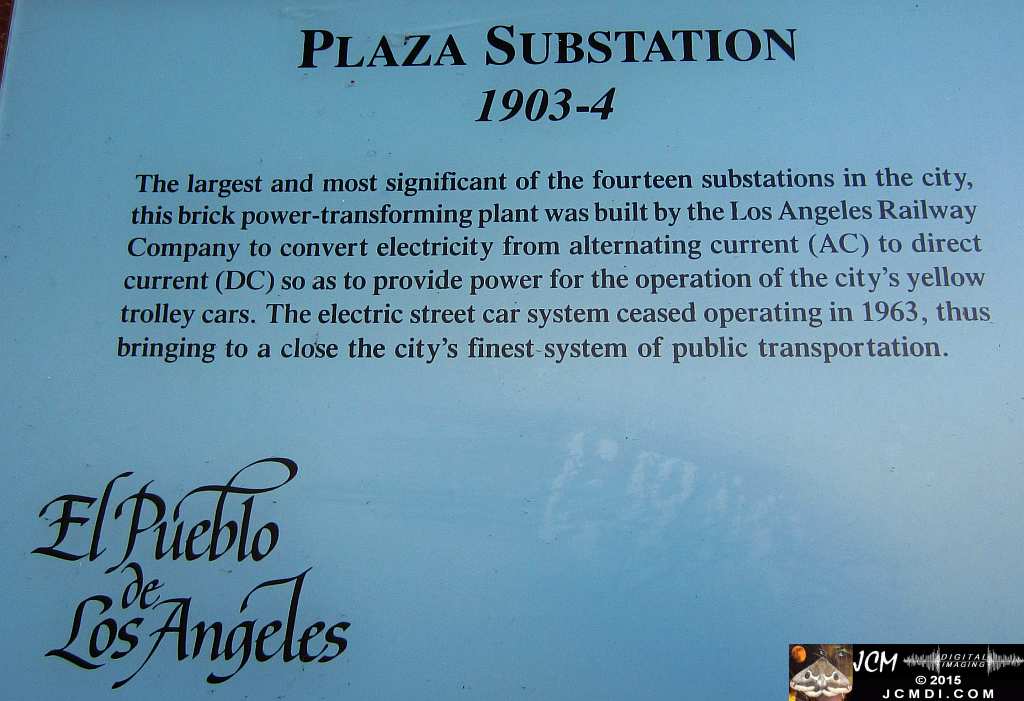 PLAZA SUBSTATION
1903-4
The largest and most significant of the fourteen substations in the city,
this brick power-transforming plant was built by the Los Angeles Railway
Company to convert electricity from alternating current (AC) to direct
current (DC) so as to provide power for the operation of the city's yellow
trolley cars. The electric street car system ceased operating in 1963, thus
bringing to a close the city's finest system of public transportation.
El Pueblo
de
Los Angeles
JCM DIGITAL
IMAGING
© 2015
JCMDI.COM